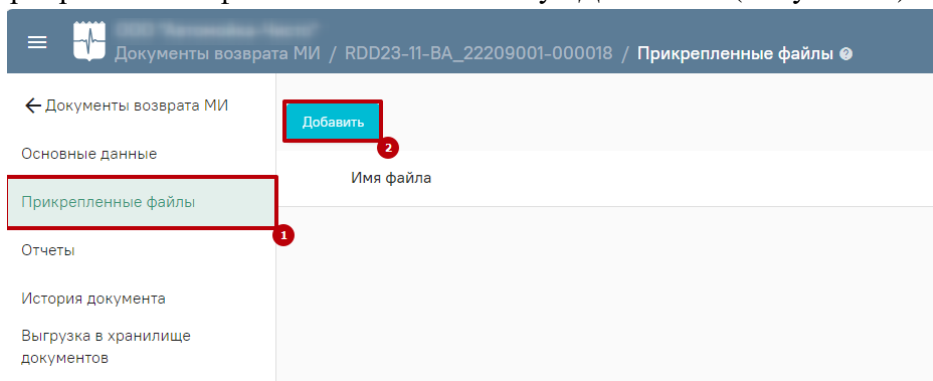 Документы возврата МИ / RDD23-11-BA_22209001-000018 / Прикрепленные файлы
Документы возврата МИ
Добавить
2
Основные данные
Имя файла
Прикрепленные файлы
1
Отчеты
История документа
Выгрузка в хранилище
документов